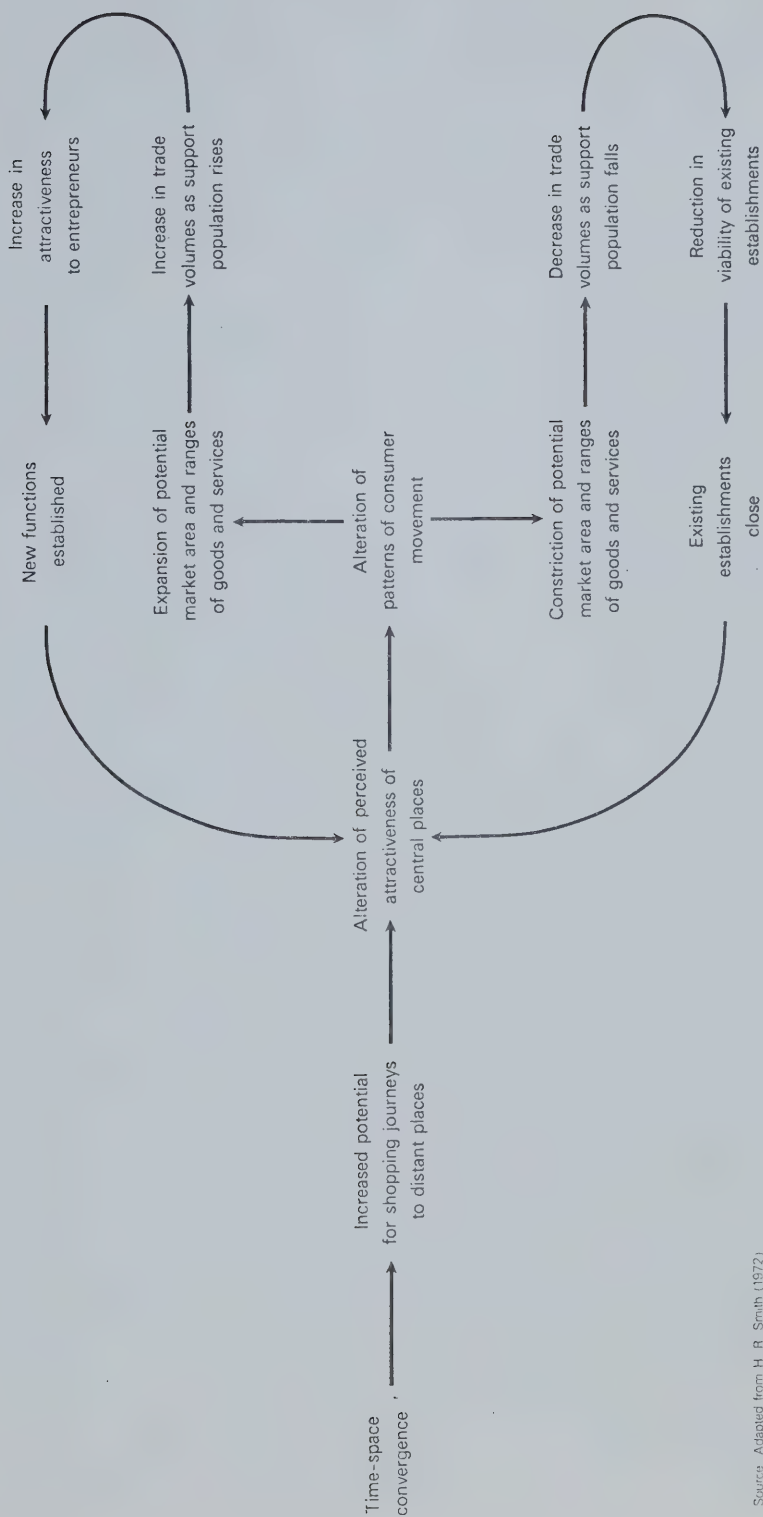 Time-space
convergence
Increased potential
for shopping journeys
to distant places
Alteration of perceived
attractiveness of
central places
Alteration of
patterns of consumer
movement
Expansion of potential
market area and ranges
of goods and services
Increase in trade
volumes as support
population rises
Increase in
attractiveness
to entrepreneurs
New functions
established
Constriction of potential
market area and ranges
of goods and services
Decrease in trade
volumes as support
population falls
Reduction in
viability of existing
establishments
Existing
establishments
close
Source Adapted from H R Smith (1972)